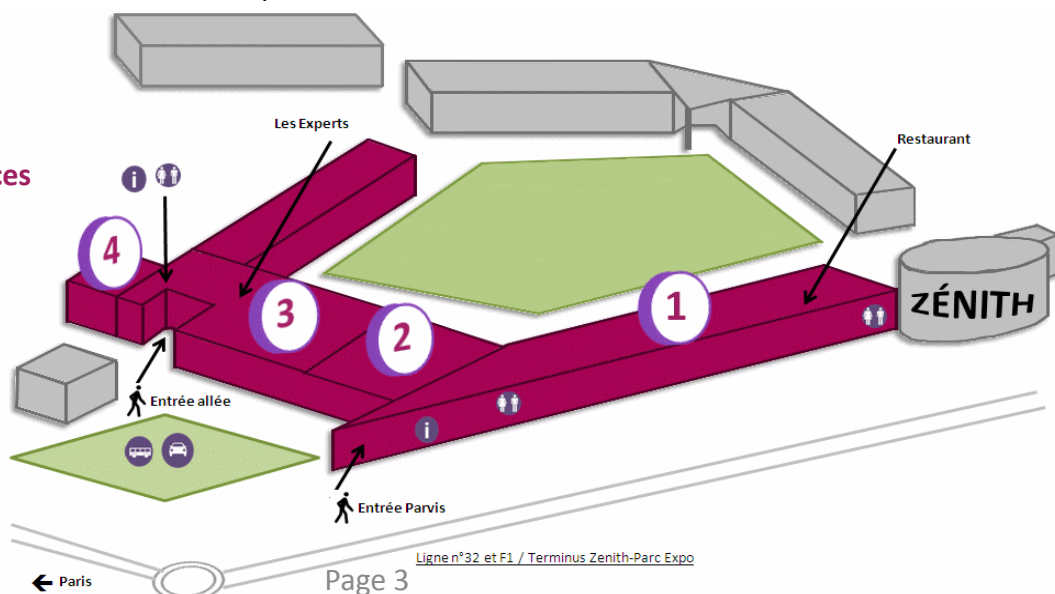 Les Experts
Restaurant
ces
i
4
3
2
1
ZÉNITH
Entrée allée
i
Entrée Parvis
Ligne n°32 et F1 / Terminus Zenith-Parc Expo
Paris
Page 3